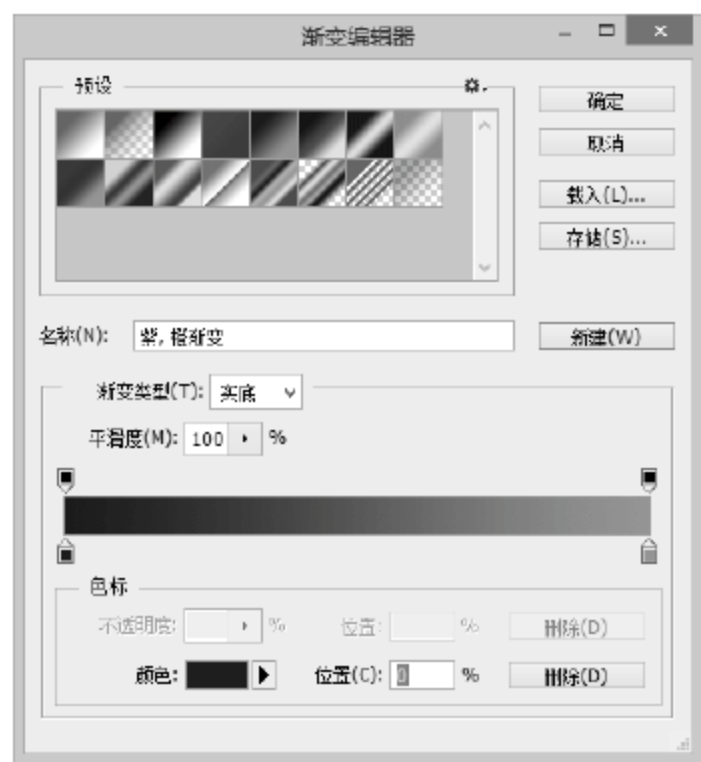 渐变编辑器
预设
确定
取消
载入(L)...
存储(S)...
名称(N): 紫,橙渐变
新建(W)
渐变类型(T): 实底
平滑度(M): 100 %
色标
不透明度: % 位置: % 删除(D)
颜色: 位置(C): 0 % 删除(D)